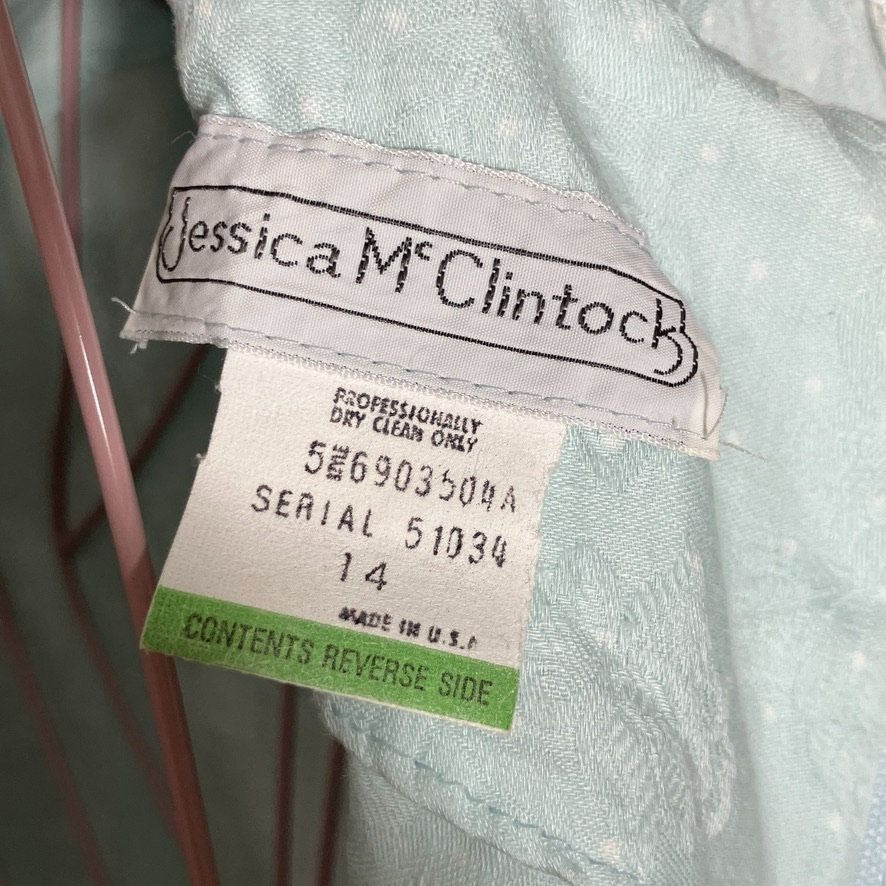 Jessica McClintock
PROFESSIONALLY
DRY CLEAN ONLY
5 6903504A
SERIAL 51034
14
MADE IN U.S.A
CONTENTS REVERSE SIDE